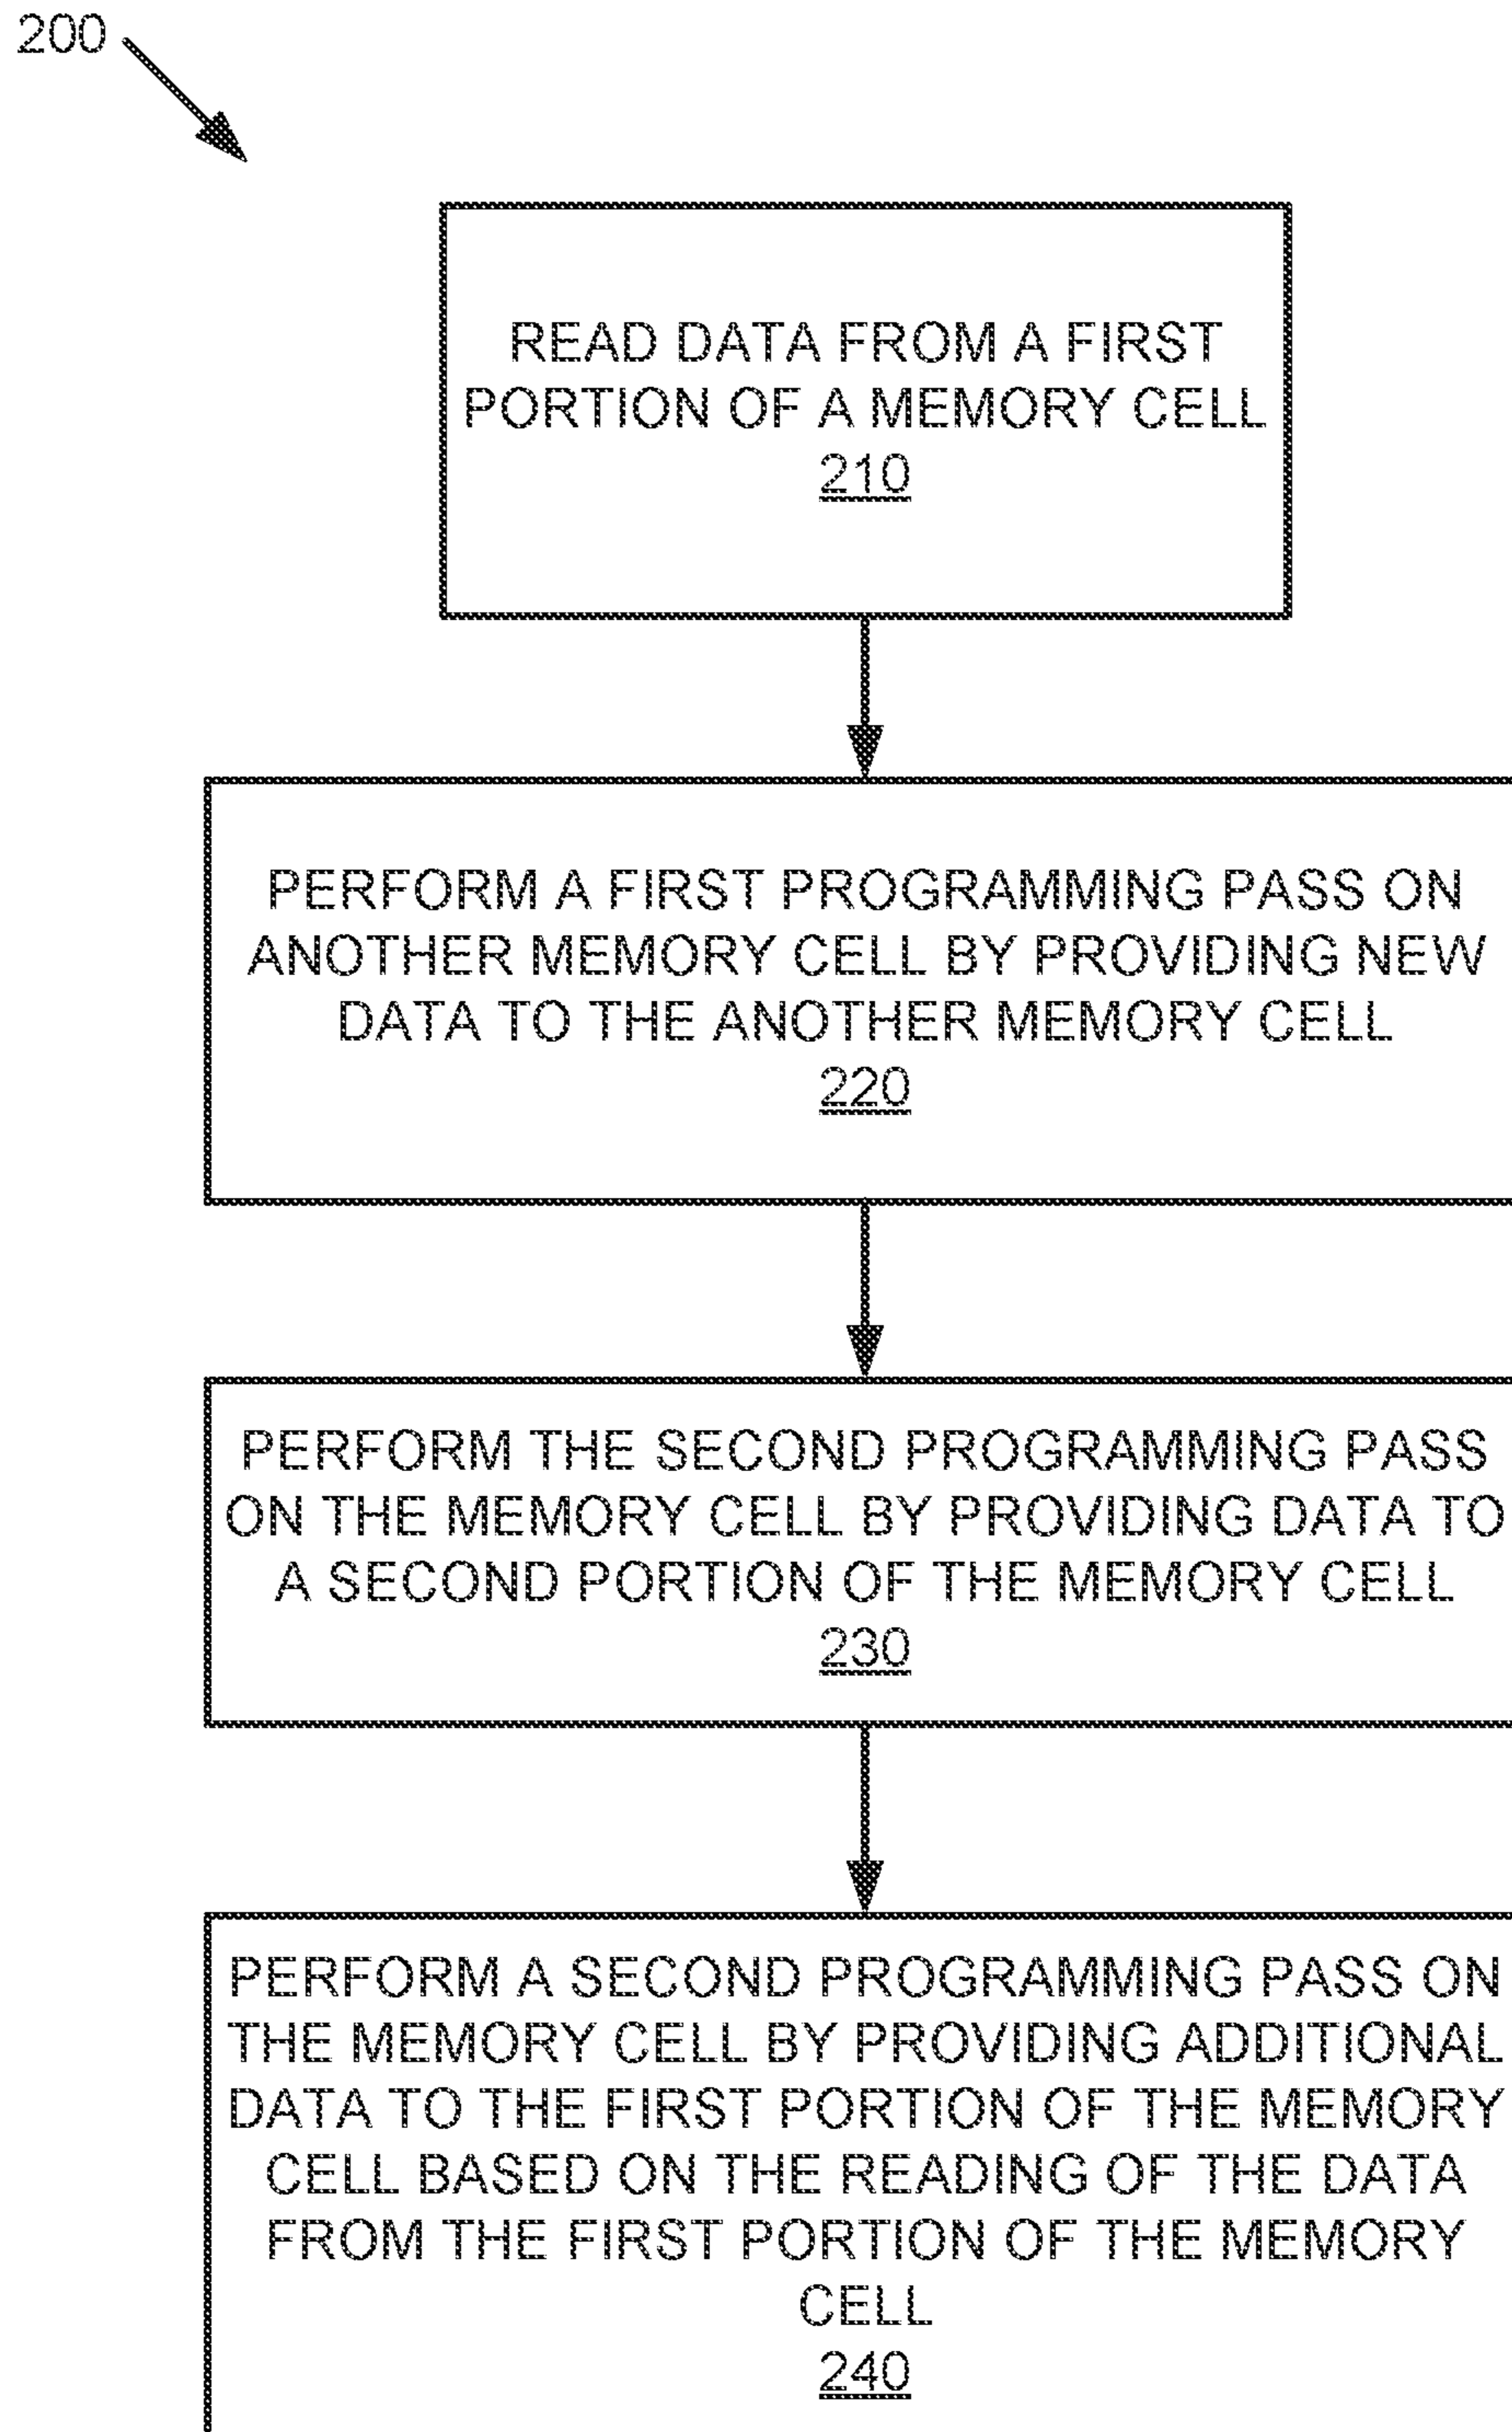 200
READ DATA FROM A FIRST
PORTION OF A MEMORY CELL
210
PERFORM A FIRST PROGRAMMING PASS ON
ANOTHER MEMORY CELL BY PROVIDING NEW
DATA TO THE ANOTHER MEMORY CELL
220
PERFORM THE SECOND PROGRAMMING PASS
ON THE MEMORY CELL BY PROVIDING DATA TO
A SECOND PORTION OF THE MEMORY CELL
230
PERFORM A SECOND PROGRAMMING PASS ON
THE MEMORY CELL BY PROVIDING ADDITIONAL
DATA TO THE FIRST PORTION OF THE MEMORY
CELL BASED ON THE READING OF THE DATA
FROM THE FIRST PORTION OF THE MEMORY
CELL
240